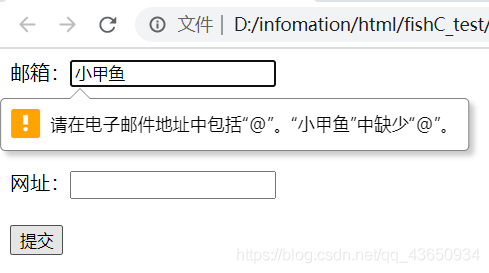 文件 | D:/infomation/html/fishC_test/
邮箱：小甲鱼
请在电子邮件地址中包括“@”。“小甲鱼”中缺少“@”。
网址：
提交
https://blog.csdn.net/qq_43650934